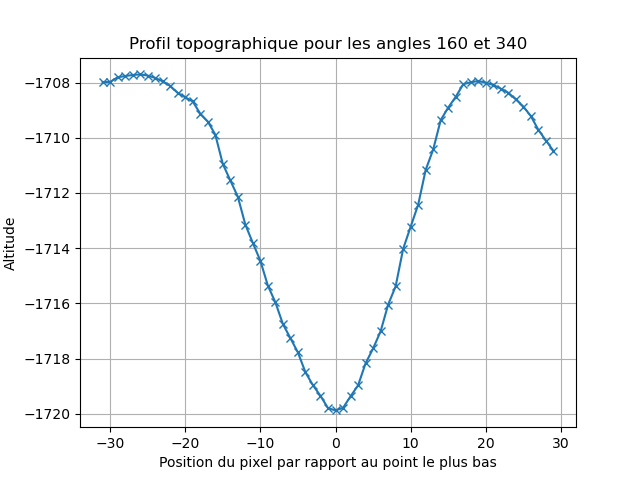 Profil topographique pour les angles 160 et 340
Altitude
−1708
−1710
−1712
−1714
−1716
−1718
−1720
−30 −20 −10 0 10 20 30
Position du pixel par rapport au point le plus bas